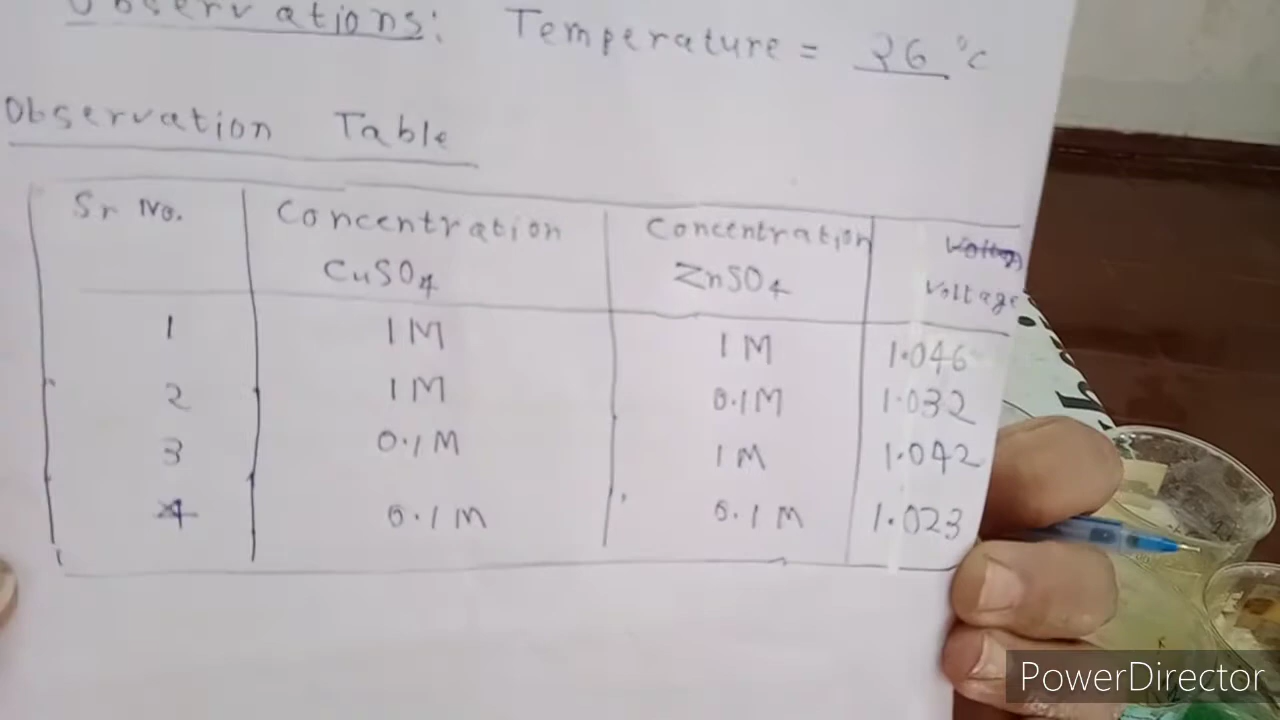 Observations: Temperature = 36 °C
Observation Table
Sr No. Concentration CuSO4 Concentration ZnSO4 Voltage
1 1M 1M 1.046
2 1M 0.1M 1.032
3 0.1M 1M 1.042
4 0.1M 0.1M 1.023
PowerDirector